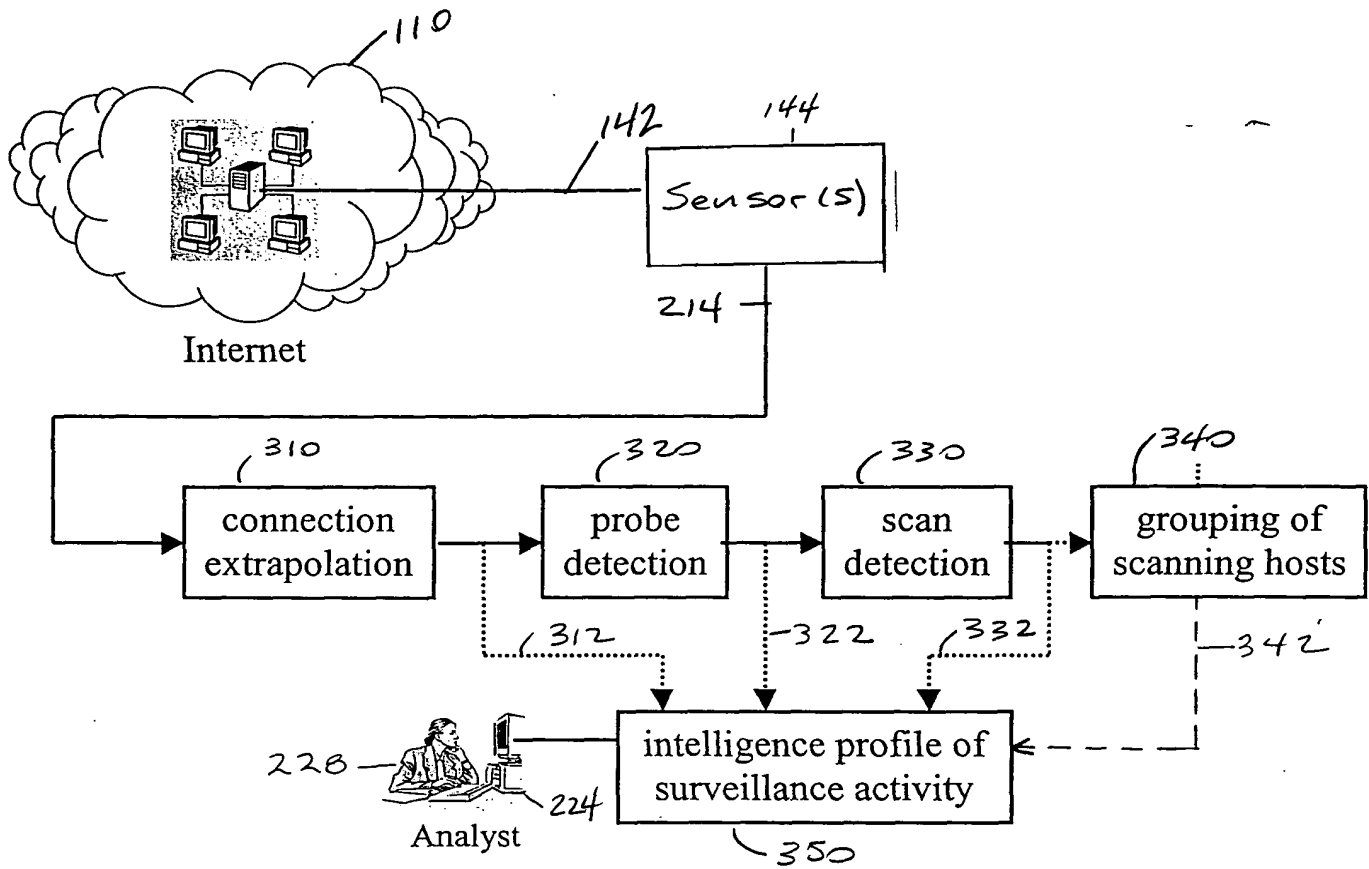 110
142
144
Sensor(s)
214
Internet
310
320
330
340
connection
extrapolation
probe
detection
scan
detection
grouping of
scanning hosts
312
322
332
342
intelligence profile of
surveillance activity
228
224
Analyst
350